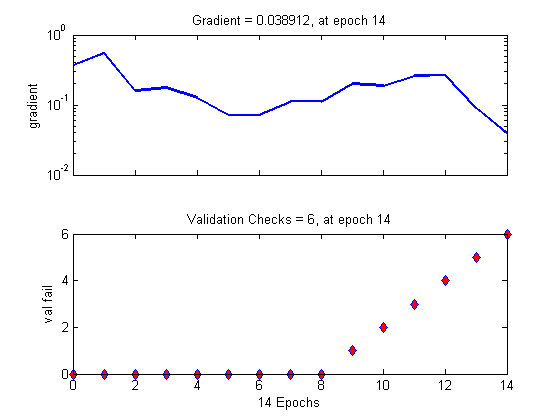 Gradient = 0.038912, at epoch 14
10^0
10^-1
10^-2
gradient
Validation Checks = 6, at epoch 14
6
4
2
0
val fail
0 2 4 6 8 10 12 14
14 Epochs